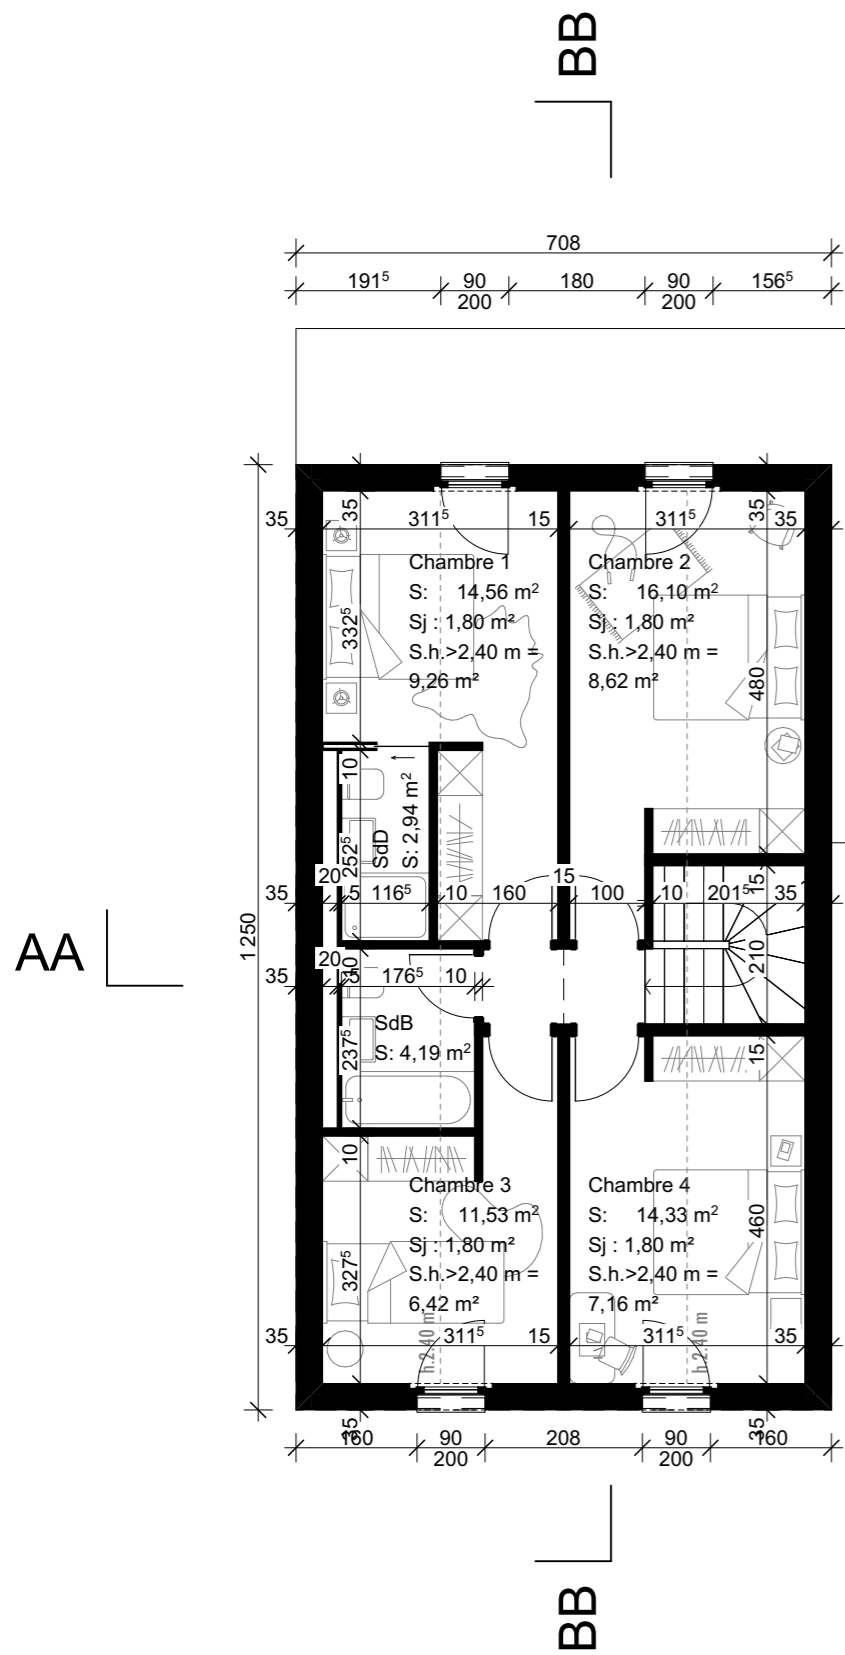 BB
708
191⁵ 90 180 90 156⁵
200 200
35 311⁵ 15 311⁵ 35
35 35
Chambre 1
S: 14,56 m²
Sj : 1,80 m²
S.h.>2,40 m =
9,26 m²
Chambre 2
S: 16,10 m²
Sj : 1,80 m²
S.h.>2,40 m =
8,62 m²
332⁵
480
10
SdD
S: 2,94 m²
252⁵
1 250
35 20 5 116⁵ 10 160 15 100 10 201⁵ 35
15
AA
35 20 5 176⁵ 10
10
210
SdB
S: 4,19 m²
237⁵
15
10
Chambre 3
S: 11,53 m²
Sj : 1,80 m²
S.h.>2,40 m =
6,42 m²
Chambre 4
S: 14,33 m²
Sj : 1,80 m²
S.h.>2,40 m =
7,16 m²
327⁵
460
h.2.40 m
h.2.40 m
35 311⁵ 15 311⁵ 35
35 35
160 90 208 90 160
200 200
BB